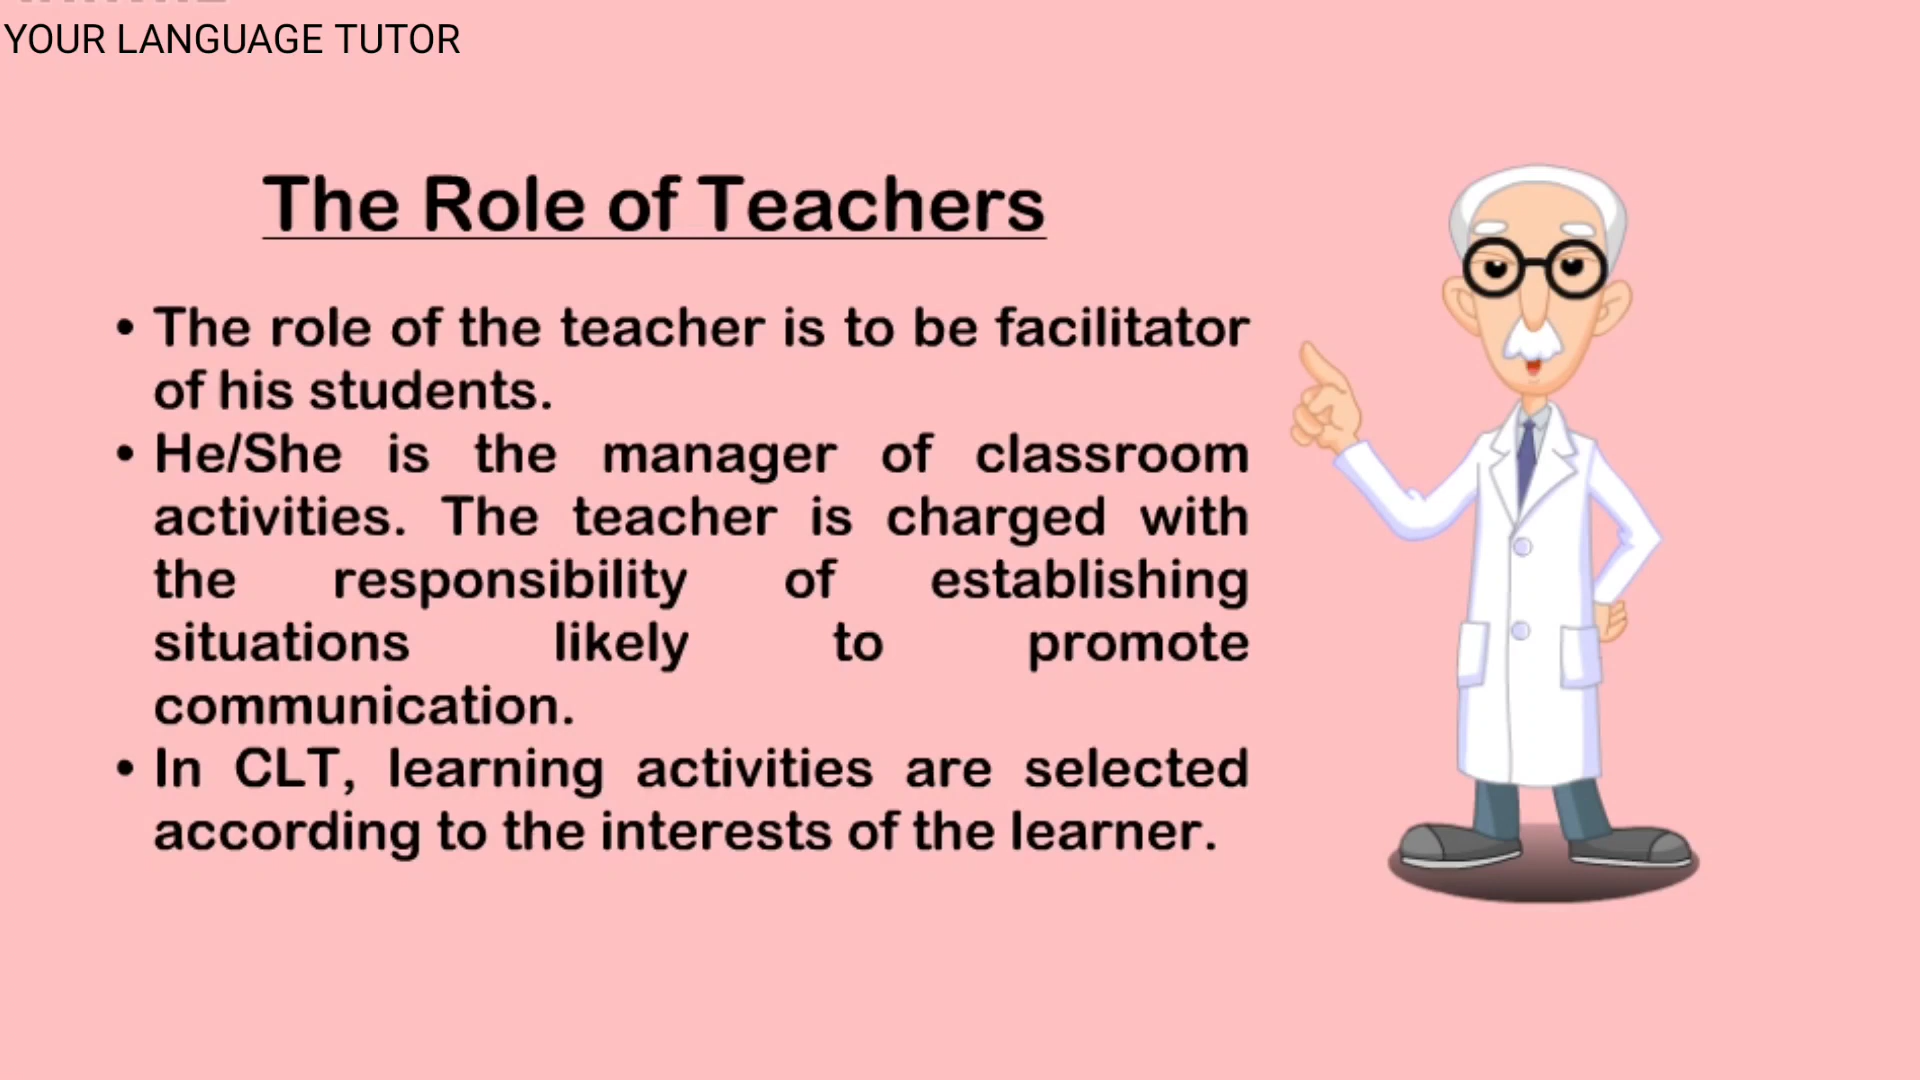 YOUR LANGUAGE TUTOR
The Role of Teachers
• The role of the teacher is to be facilitator
of his students.
• He/She is the manager of classroom
activities. The teacher is charged with
the responsibility of establishing
situations likely to promote
communication.
• In CLT, learning activities are selected
according to the interests of the learner.